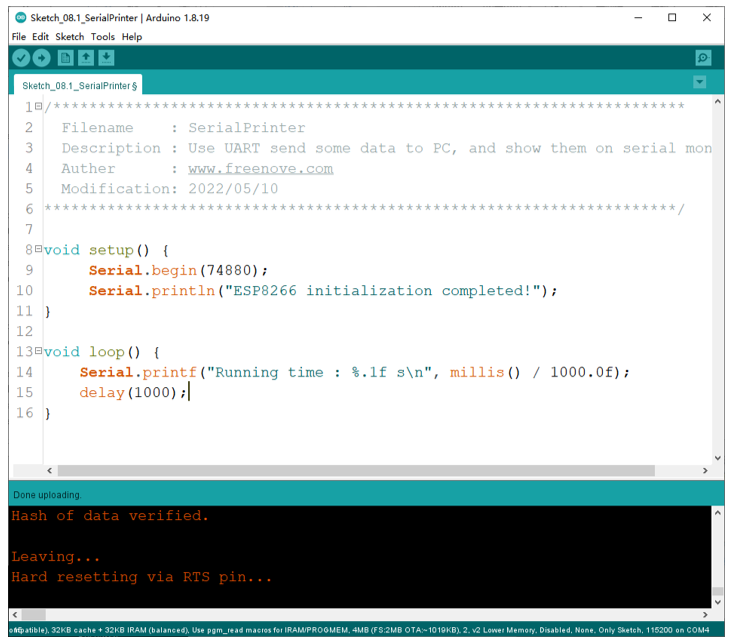 Sketch_08.1_SerialPrinter | Arduino 1.8.19
File Edit Sketch Tools Help
Sketch_08.1_SerialPrinter §
1 /**********************************************************************
2 Filename    : SerialPrinter
3 Description : Use UART send some data to PC, and show them on serial mon
4 Auther      : www.freenove.com
5 Modification: 2022/05/10
6 **********************************************************************/
7
8 void setup() {
9 Serial.begin(74880);
10 Serial.println("ESP8266 initialization completed!");
11 }
12
13 void loop() {
14 Serial.printf("Running time : %.1f s\n", millis() / 1000.0f);
15 delay(1000);
16 }
Done uploading.
Hash of data verified.
Leaving...
Hard resetting via RTS pin...
patible), 32KB cache + 32KB IRAM (balanced), Use pgm_read macros for IRAM/PROGMEM, 4MB (FS:2MB OTA:~1019KB), 2, v2 Lower Memory, Disabled, None, Only Sketch, 115200 on COM4